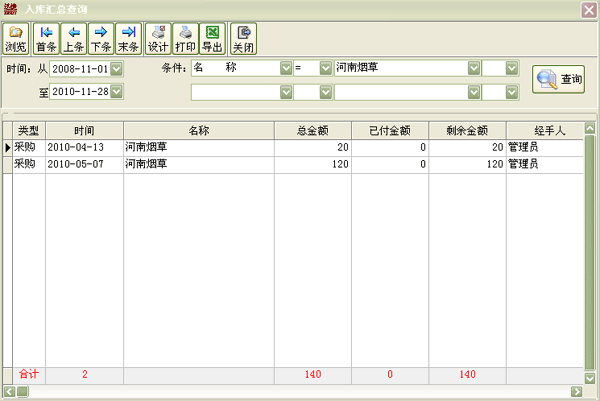 入库汇总查询
浏览 首条 上条 下条 末条 设计 打印 导出 关闭
时间: 从 2008-11-01 条件: 名 称 = 河南烟草
至 2010-11-28
查询
类型 时间 名称 总金额 已付金额 剩余金额 经手人
采购 2010-04-13 河南烟草 20 0 20 管理员
采购 2010-05-07 河南烟草 120 0 120 管理员
合计 2 140 0 140